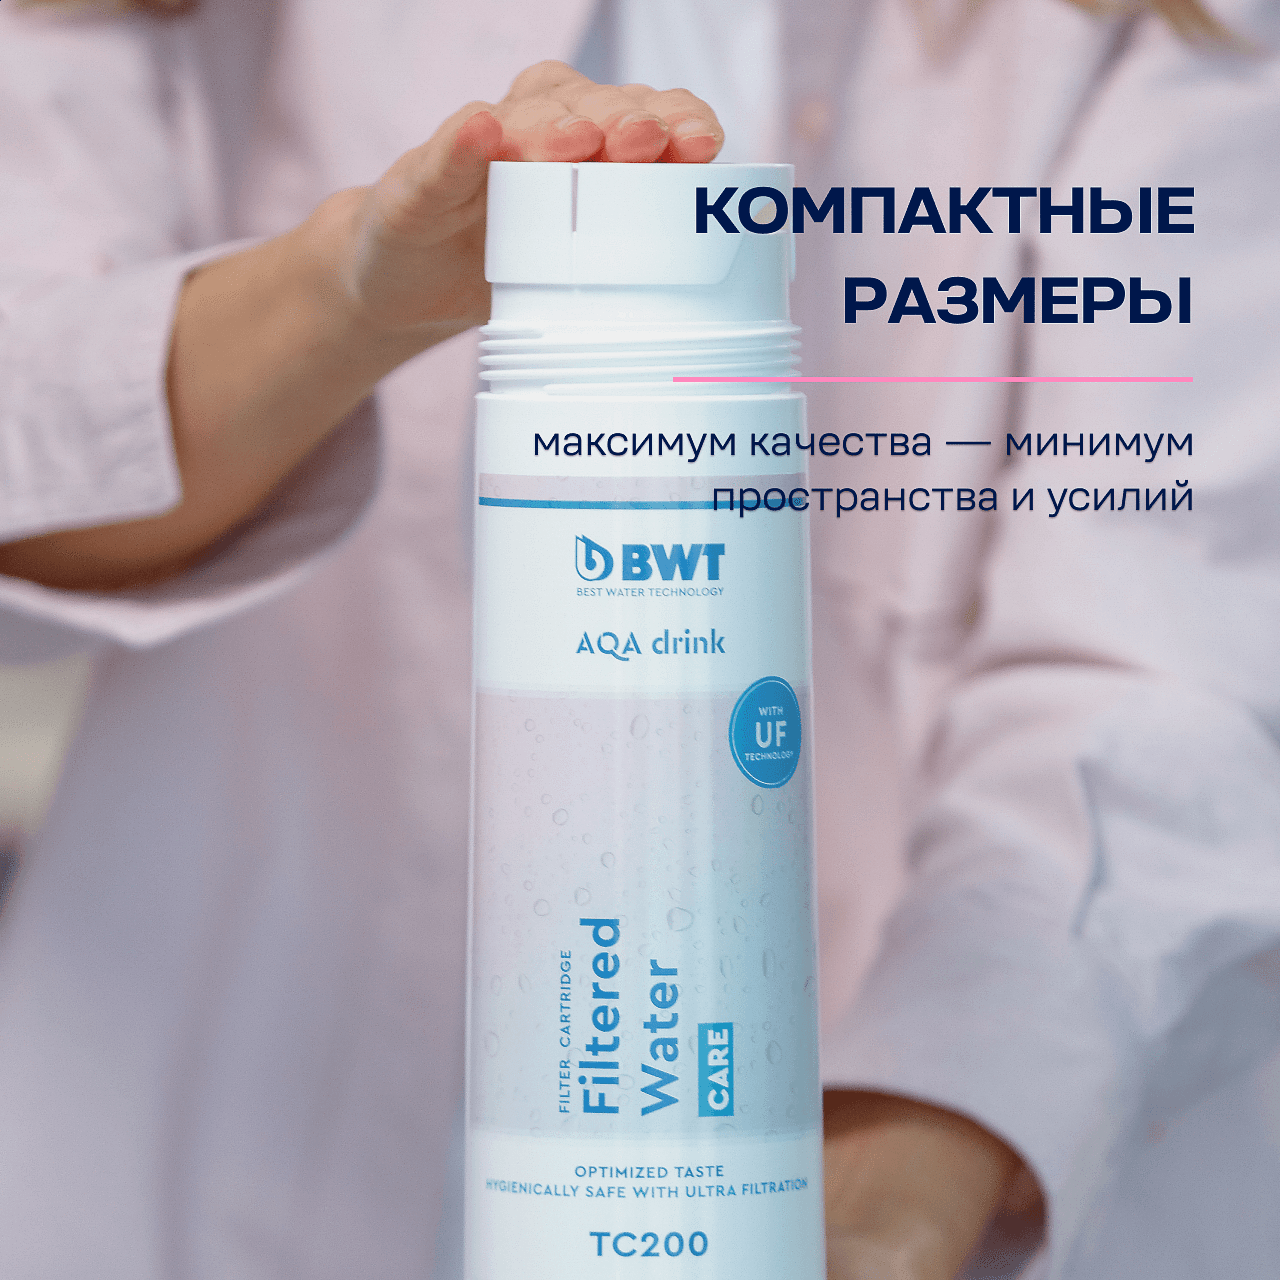 КОМПАКТНЫЕ
РАЗМЕРЫ
максимум качества — минимум
пространства и усилий
BWT
BEST WATER TECHNOLOGY
AQA drink
WITH
UF
TECHNOLOGY
FILTER CARTRIDGE
Filtered
Water
CARE
OPTIMIZED TASTE
HYGIENICALLY SAFE WITH ULTRA FILTRATION
TC200